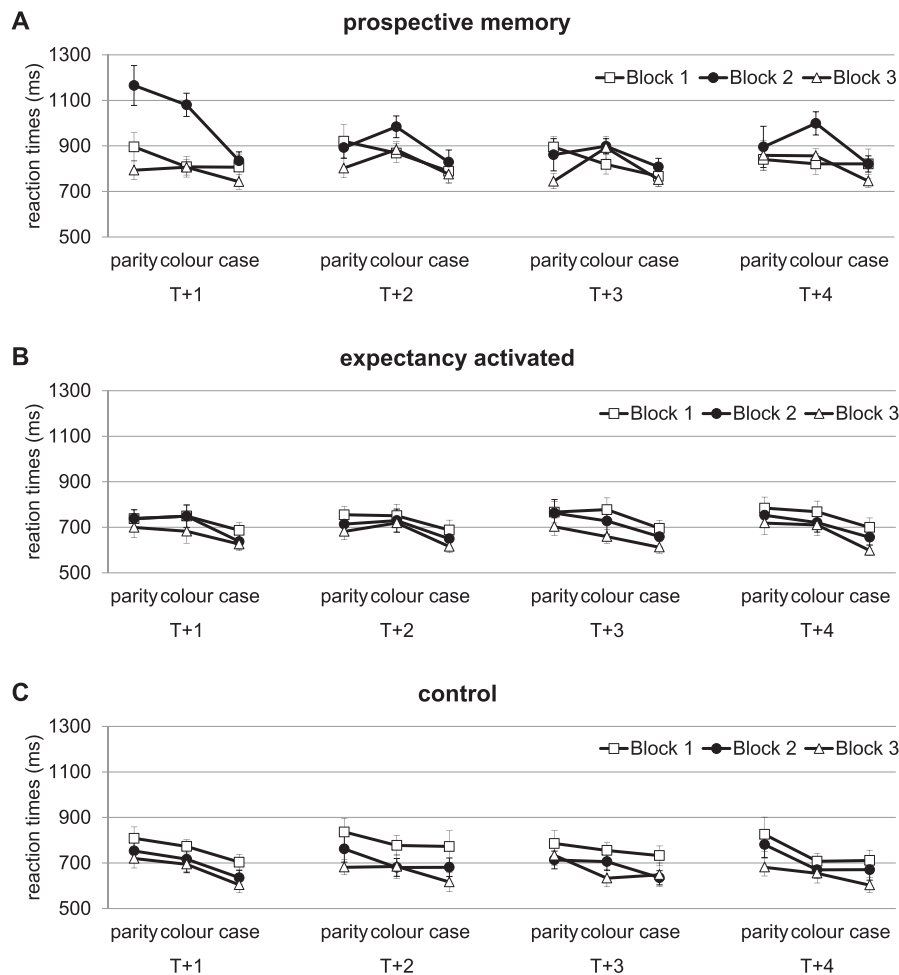 A
prospective memory
1300
1100
900
700
500
reaction times (ms)
Block 1 Block 2 Block 3
parity colour case parity colour case parity colour case parity colour case
T+1 T+2 T+3 T+4
B
expectancy activated
1300
1100
900
700
500
reation times (ms)
Block 1 Block 2 Block 3
parity colour case parity colour case parity colour case parity colour case
T+1 T+2 T+3 T+4
C
control
1300
1100
900
700
500
reaction times (ms)
Block 1 Block 2 Block 3
parity colour case parity colour case parity colour case parity colour case
T+1 T+2 T+3 T+4